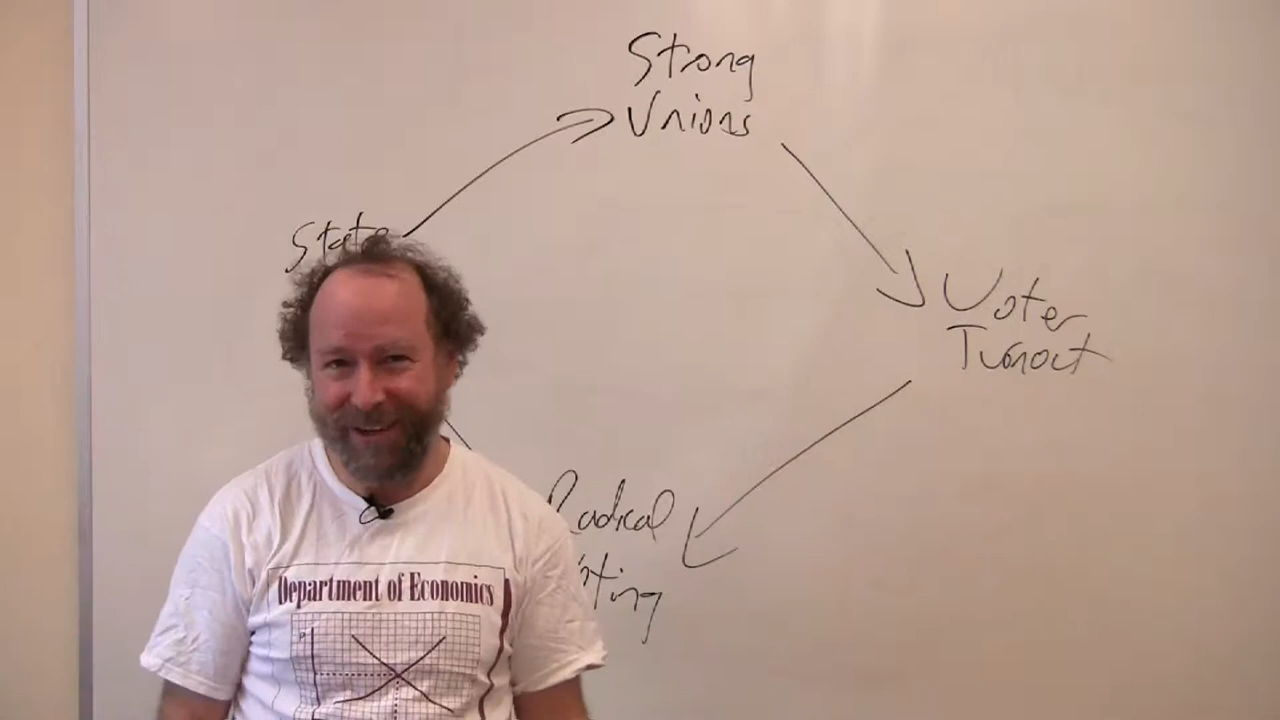 Strong
Unions
State
Voter
Turnout
Radical
Department of Economics
P